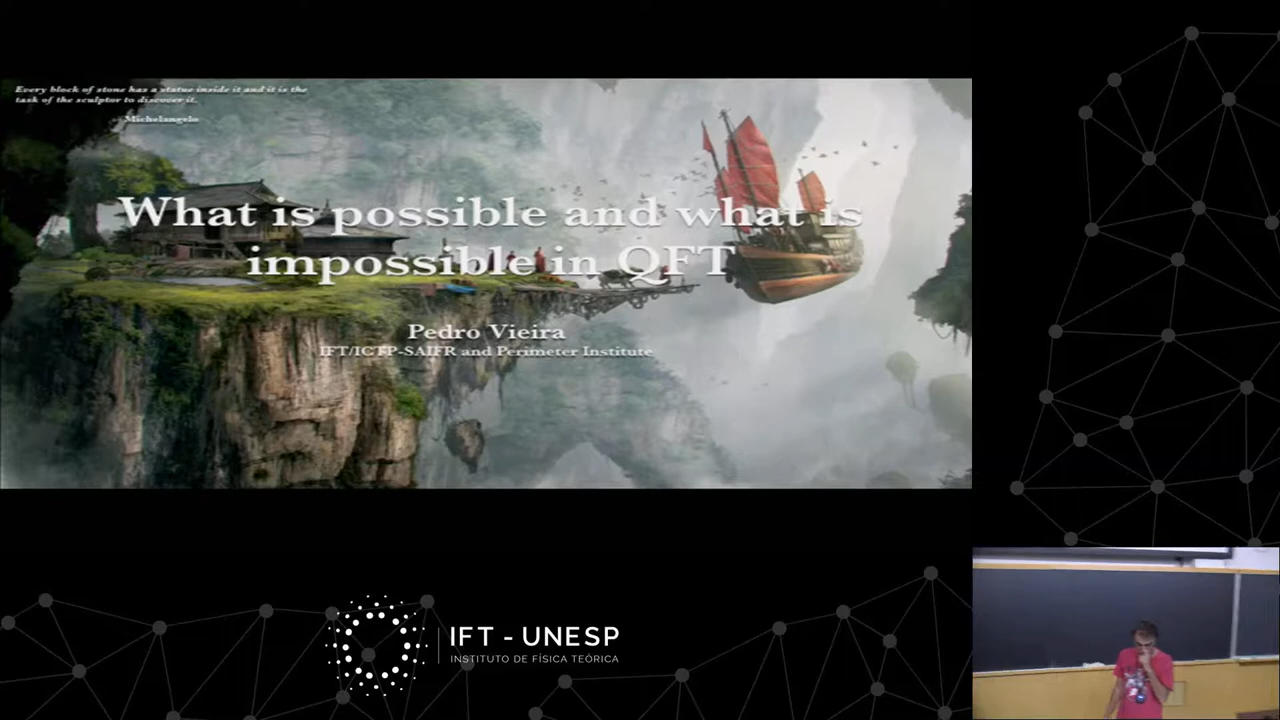 Every block of stone has a statue inside it and it is the
task of the sculptor to discover it.
Michelangelo
What is possible and what is
impossible in QFT
Pedro Vieira
IFT/ICTP-SAIFR and Perimeter Institute
IFT - UNESP
INSTITUTO DE FÍSICA TEÓRICA